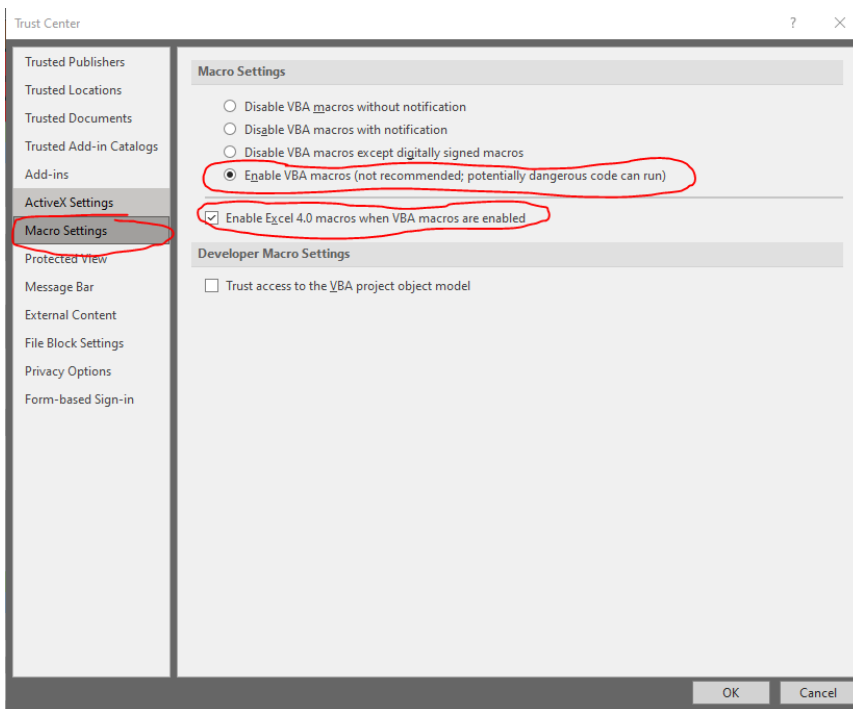 Trust Center
Trusted Publishers
Trusted Locations
Trusted Documents
Trusted Add-in Catalogs
Add-ins
ActiveX Settings
Macro Settings
Protected View
Message Bar
External Content
File Block Settings
Privacy Options
Form-based Sign-in
Macro Settings
Disable VBA macros without notification
Disable VBA macros with notification
Disable VBA macros except digitally signed macros
Enable VBA macros (not recommended; potentially dangerous code can run)
Enable Excel 4.0 macros when VBA macros are enabled
Developer Macro Settings
Trust access to the VBA project object model
OK Cancel